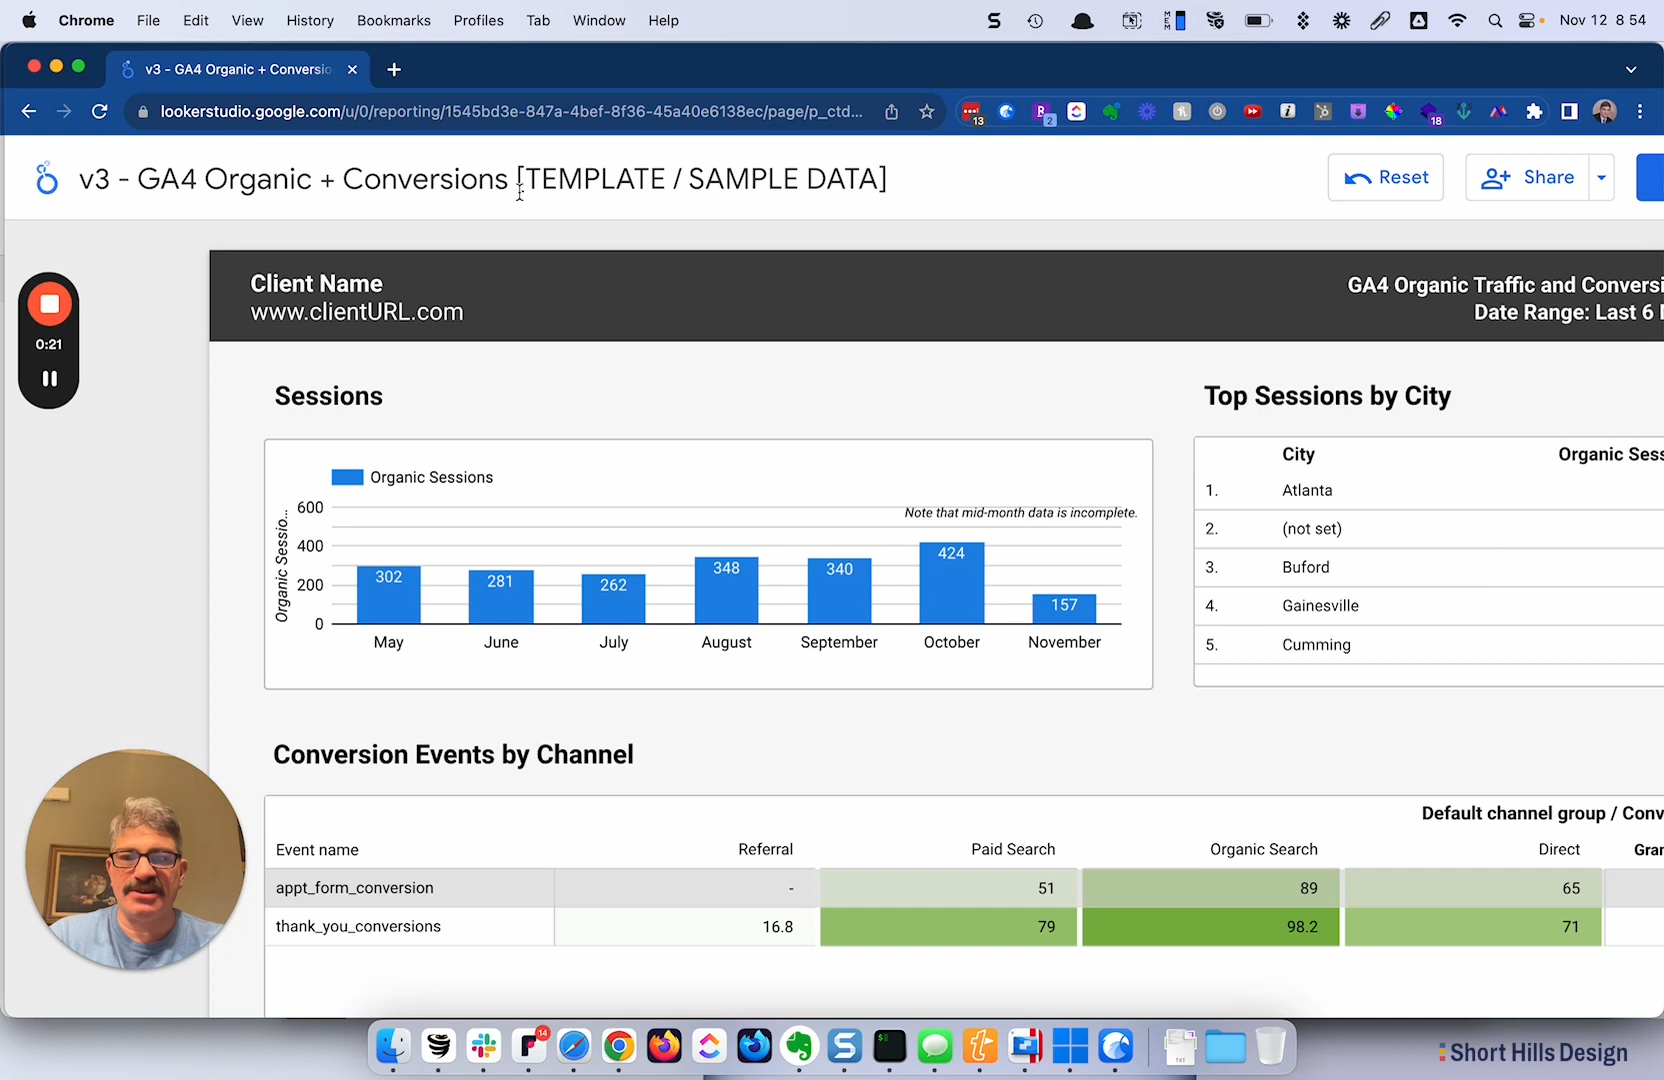 Chrome File Edit View History Bookmarks Profiles Tab Window Help
Nov 12 8 54
v3 - GA4 Organic + Conversio
lookerstudio.google.com/u/0/reporting/1545bd3e-847a-4bef-8f36-45a40e6138ec/page/p_ctd...
13
2
18
v3 - GA4 Organic + Conversions [TEMPLATE / SAMPLE DATA]
Reset
Share
Client Name
www.clientURL.com
GA4 Organic Traffic and Conversi
Date Range: Last 6
0:21
Sessions
Top Sessions by City
Organic Sessions
Note that mid-month data is incomplete.
Organic Sessio...
600
400
200
0
302
281
262
348
340
424
157
May June July August September October November
City Organic Sess
1. Atlanta
2. (not set)
3. Buford
4. Gainesville
5. Cumming
Conversion Events by Channel
Default channel group / Conv
Event name Referral Paid Search Organic Search Direct Gran
appt_form_conversion - 51 89 65
thank_you_conversions 16.8 79 98.2 71
14
TXT
Short Hills Design